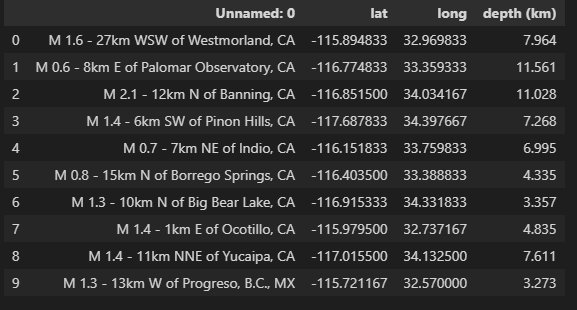 Unnamed: 0 lat long depth (km)
0 M 1.6 - 27km WSW of Westmorland, CA -115.894833 32.969833 7.964
1 M 0.6 - 8km E of Palomar Observatory, CA -116.774833 33.359333 11.561
2 M 2.1 - 12km N of Banning, CA -116.851500 34.034167 11.028
3 M 1.4 - 6km SW of Pinon Hills, CA -117.687833 34.397667 7.268
4 M 0.7 - 7km NE of Indio, CA -116.151833 33.759833 6.995
5 M 0.8 - 15km N of Borrego Springs, CA -116.403500 33.388833 4.335
6 M 1.3 - 10km N of Big Bear Lake, CA -116.915333 34.331833 3.357
7 M 1.4 - 1km E of Ocotillo, CA -115.979500 32.737167 4.835
8 M 1.4 - 11km NNE of Yucaipa, CA -117.015500 34.132500 7.611
9 M 1.3 - 13km W of Progreso, B.C., MX -115.721167 32.570000 3.273